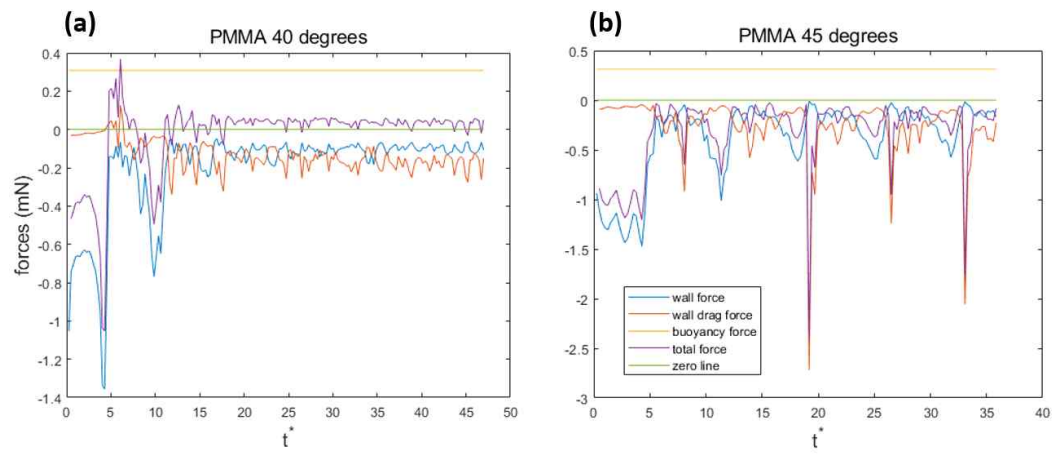 (a)
PMMA 40 degrees
forces (mN)
0.4
0.2
0
-0.2
-0.4
-0.6
-0.8
-1
-1.2
-1.4
0 5 10 15 20 25 30 35 40 45 50
t*
(b)
PMMA 45 degrees
0.5
0
-0.5
-1
-1.5
-2
-2.5
-3
wall force
wall drag force
buoyancy force
total force
zero line
0 5 10 15 20 25 30 35 40
t*